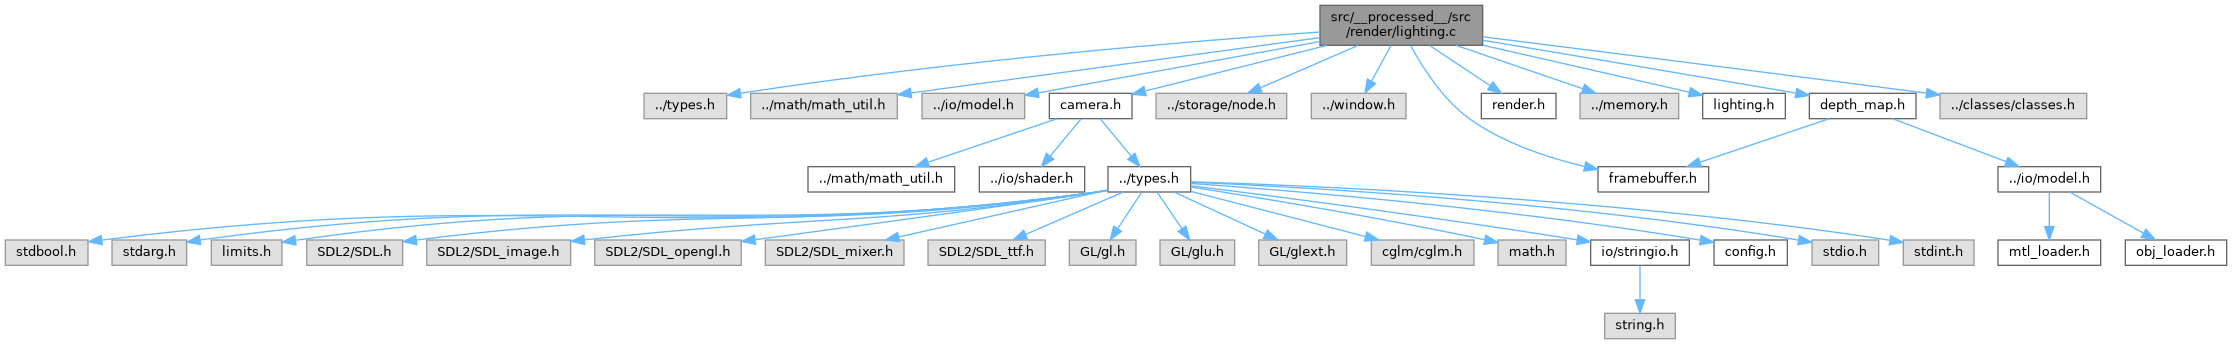 src/__processed__/src
/render/lighting.c
../types.h
../math/math_util.h
../io/model.h
camera.h
../storage/node.h
../window.h
render.h
../memory.h
lighting.h
depth_map.h
../classes/classes.h
../math/math_util.h
../io/shader.h
../types.h
framebuffer.h
../io/model.h
stdbool.h
stdarg.h
limits.h
SDL2/SDL.h
SDL2/SDL_image.h
SDL2/SDL_opengl.h
SDL2/SDL_mixer.h
SDL2/SDL_ttf.h
GL/gl.h
GL/glu.h
GL/glext.h
cglm/cglm.h
math.h
io/stringio.h
config.h
stdio.h
stdint.h
mtl_loader.h
obj_loader.h
string.h